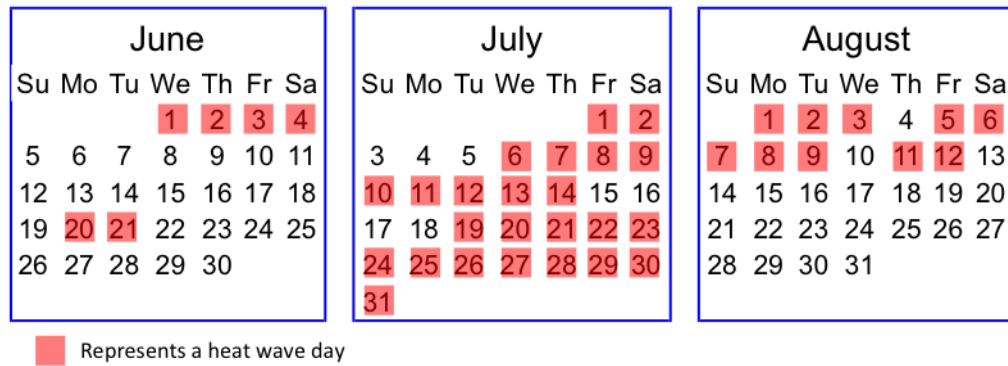 June
Su Mo Tu We Th Fr Sa
1 2 3 4
5 6 7 8 9 10 11
12 13 14 15 16 17 18
19 20 21 22 23 24 25
26 27 28 29 30
July
Su Mo Tu We Th Fr Sa
1 2
3 4 5 6 7 8 9
10 11 12 13 14 15 16
17 18 19 20 21 22 23
24 25 26 27 28 29 30
31
August
Su Mo Tu We Th Fr Sa
1 2 3 4 5 6
7 8 9 10 11 12 13
14 15 16 17 18 19 20
21 22 23 24 25 26 27
28 29 30 31
Represents a heat wave day